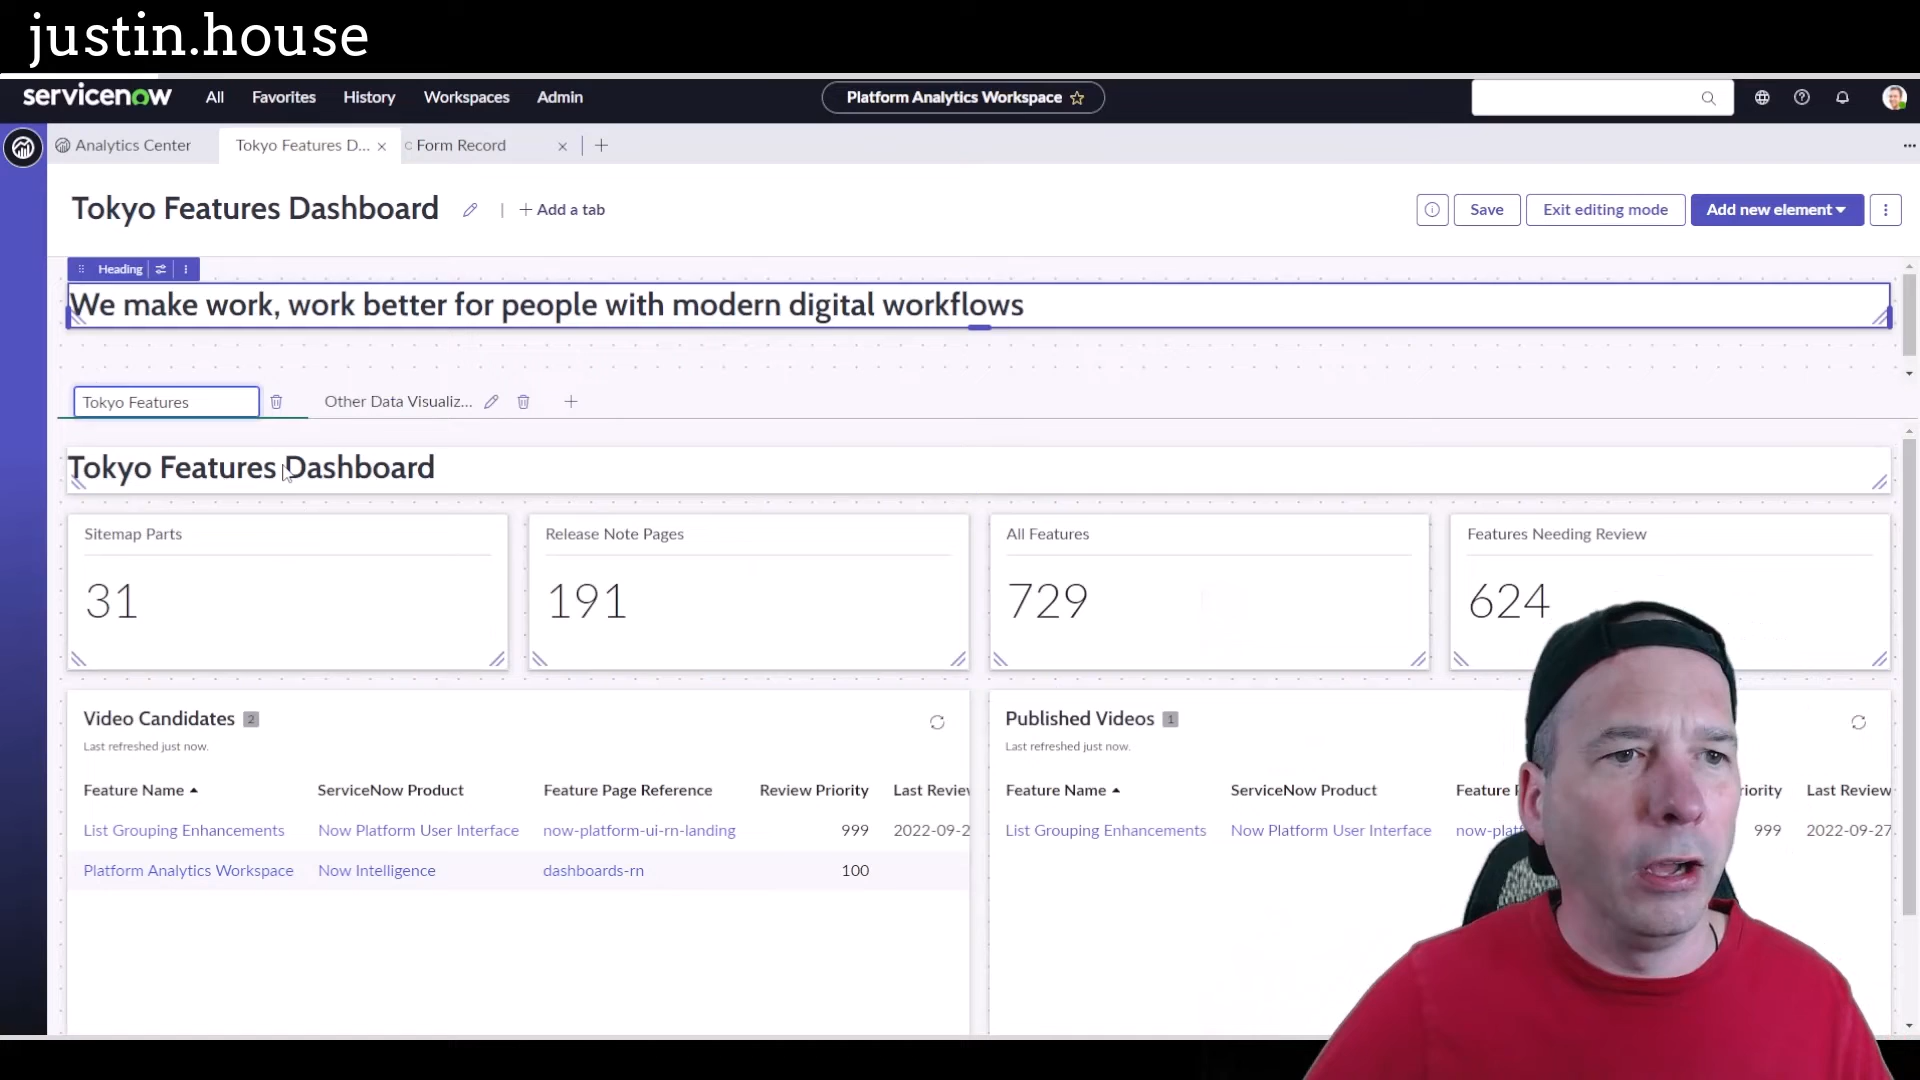 justin.house
servicenow All Favorites History Workspaces Admin Platform Analytics Workspace
Analytics Center Tokyo Features D... Form Record
Tokyo Features Dashboard Add a tab Save Exit editing mode Add new element
Heading
We make work, work better for people with modern digital workflows
Tokyo Features Other Data Visualiz...
Tokyo Features Dashboard
Sitemap Parts Release Note Pages All Features Features Needing Review
31 191 729 624
Video Candidates 2 Published Videos 1
Last refreshed just now. Last refreshed just now.
Feature Name ServiceNow Product Feature Page Reference Review Priority Last Review Feature Name ServiceNow Product Feature P iority Last Review
List Grouping Enhancements Now Platform User Interface now-platform-ui-rn-landing 999 2022-09-2 List Grouping Enhancements Now Platform User Interface now-platf 999 2022-09-27
Platform Analytics Workspace Now Intelligence dashboards-rn 100